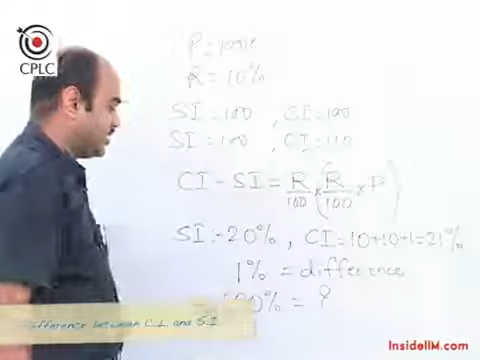 CPLC
P = 1000
R = 10%
SI = 100 , CI = 100
SI = 100 , CI = 110
CI - SI = R/100 × (R/100 × P)
SI :- 20% , CI = 10+10+1 = 21%
1% = difference
100% = ?
Difference between C.I. and S.I
InsideIIM.com